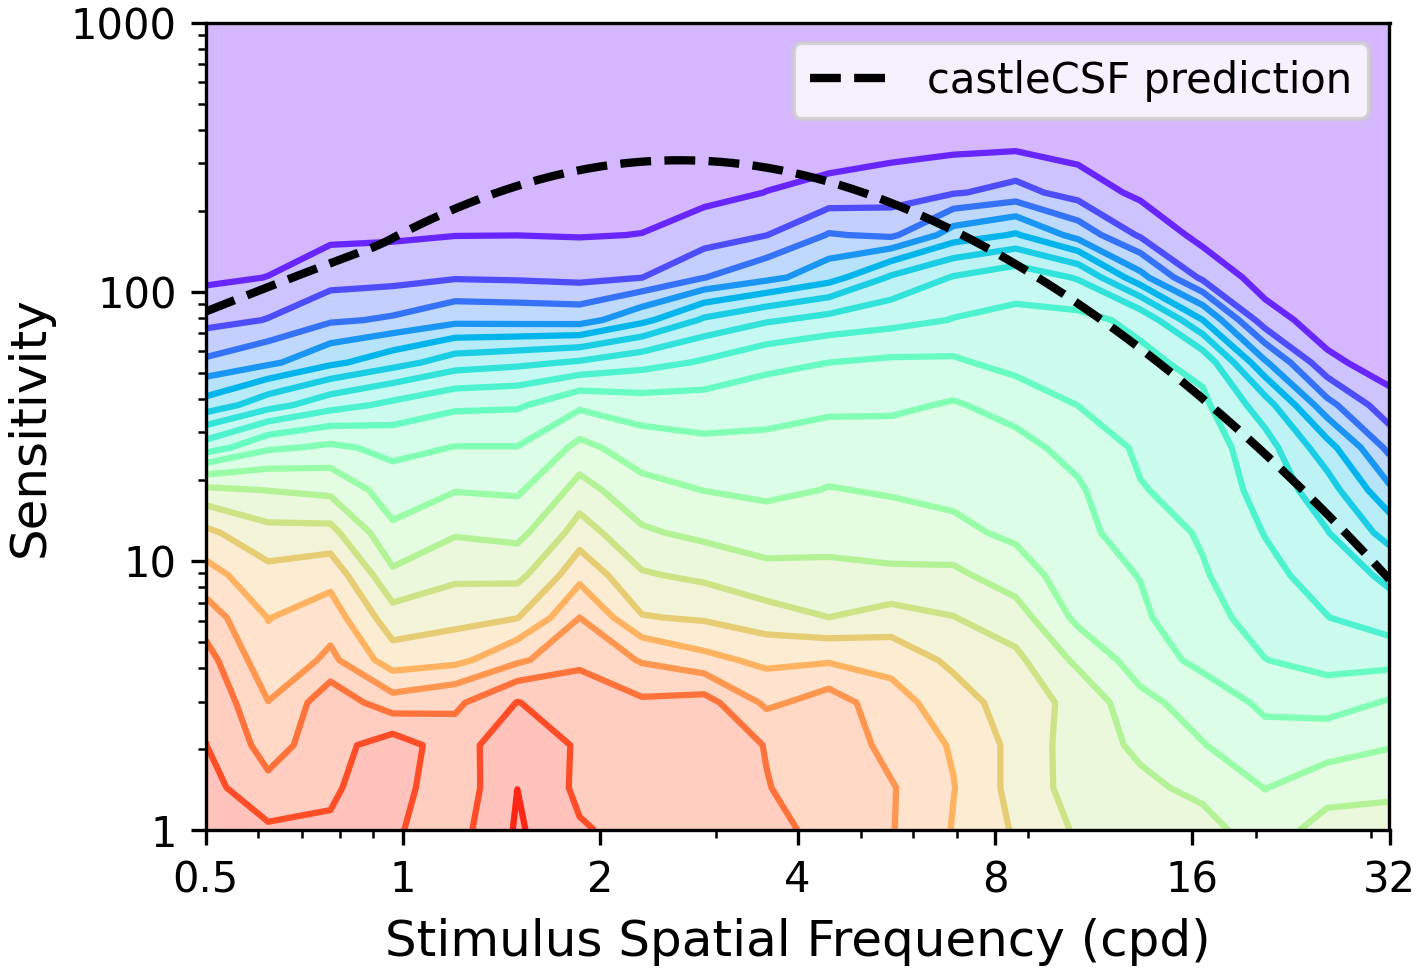 1000
100
10
1
Sensitivity
castleCSF prediction
0.5 1 2 4 8 16 32
Stimulus Spatial Frequency (cpd)